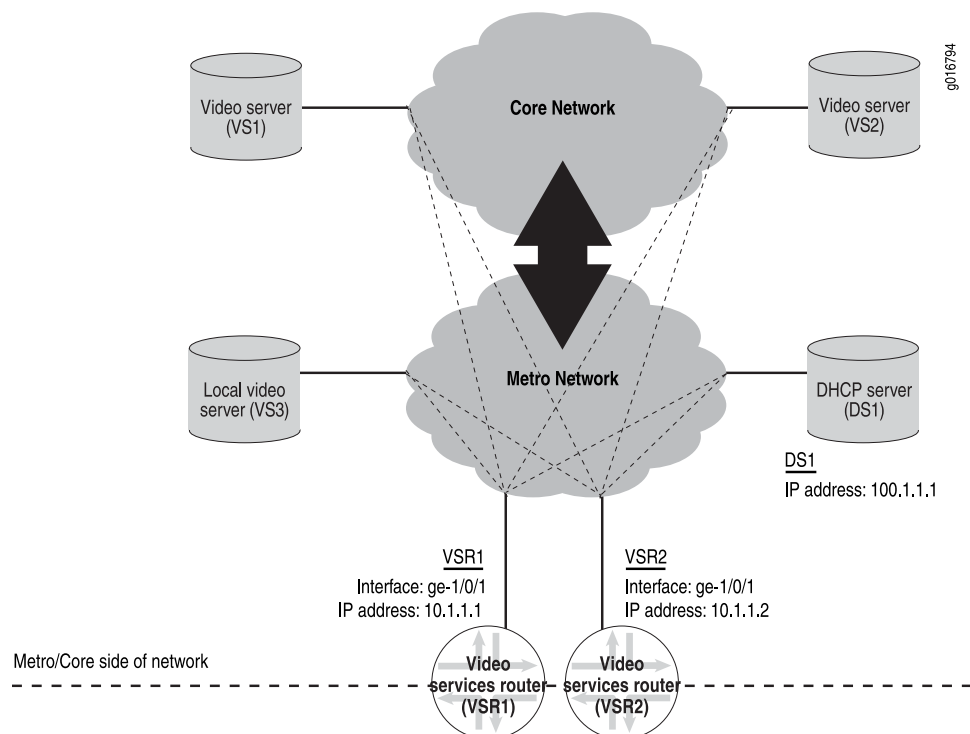 g016794
Video server
(VS1)
Core Network
Video server
(VS2)
Local video
server (VS3)
Metro Network
DHCP server
(DS1)
DS1
IP address: 100.1.1.1
VSR1
Interface: ge-1/0/1
IP address: 10.1.1.1
VSR2
Interface: ge-1/0/1
IP address: 10.1.1.2
Metro/Core side of network
Video
services router
(VSR1)
Video
services router
(VSR2)